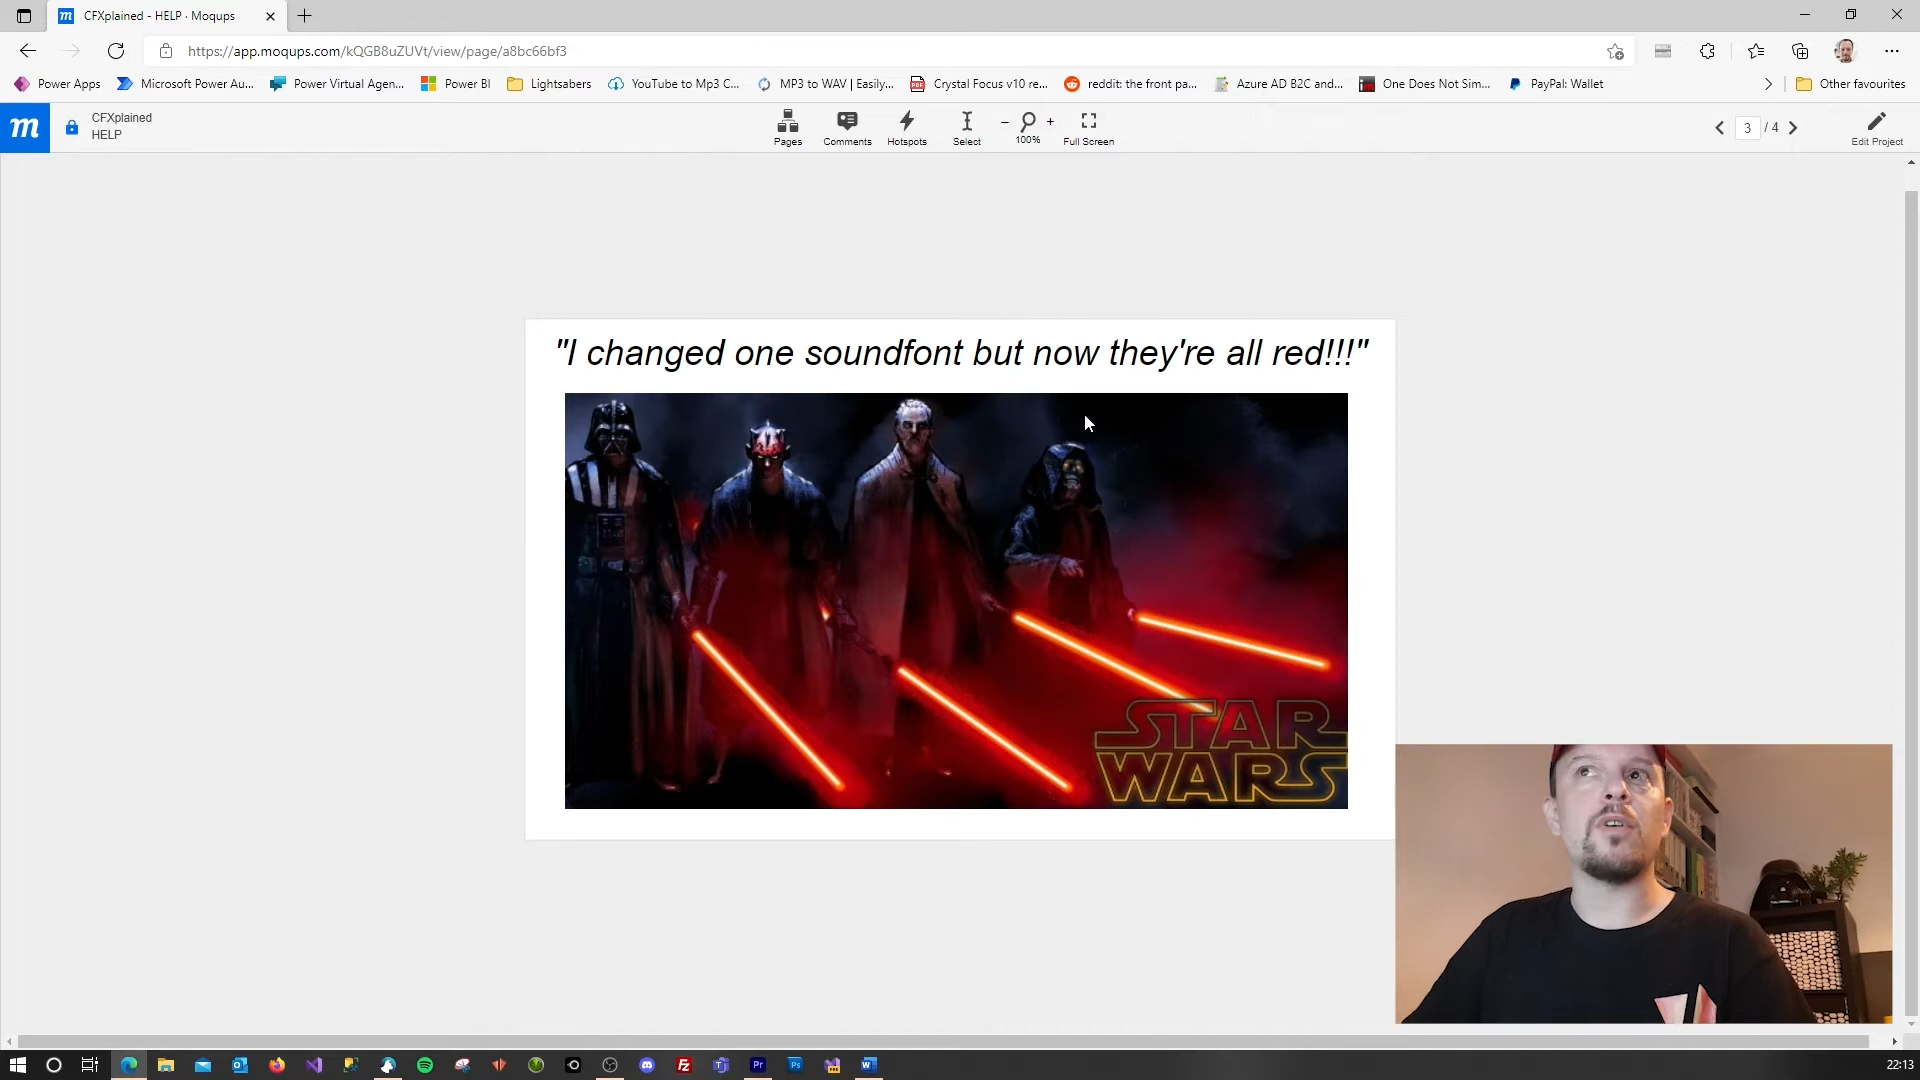 CFXplained - HELP · Moqups
https://app.moqups.com/kQGB8uZUVt/view/page/a8bc66bf3
Power Apps
Microsoft Power Au...
Power Virtual Agen...
Power BI
Lightsabers
YouTube to Mp3 C...
MP3 to WAV | Easily...
Crystal Focus v10 re...
reddit: the front pa...
Azure AD B2C and...
One Does Not Sim...
PayPal: Wallet
Other favourites
m
CFXplained
HELP
Pages
Comments
Hotspots
Select
100%
Full Screen
3 / 4
Edit Project
"I changed one soundfont but now they're all red!!!"
STAR
WARS
22:13